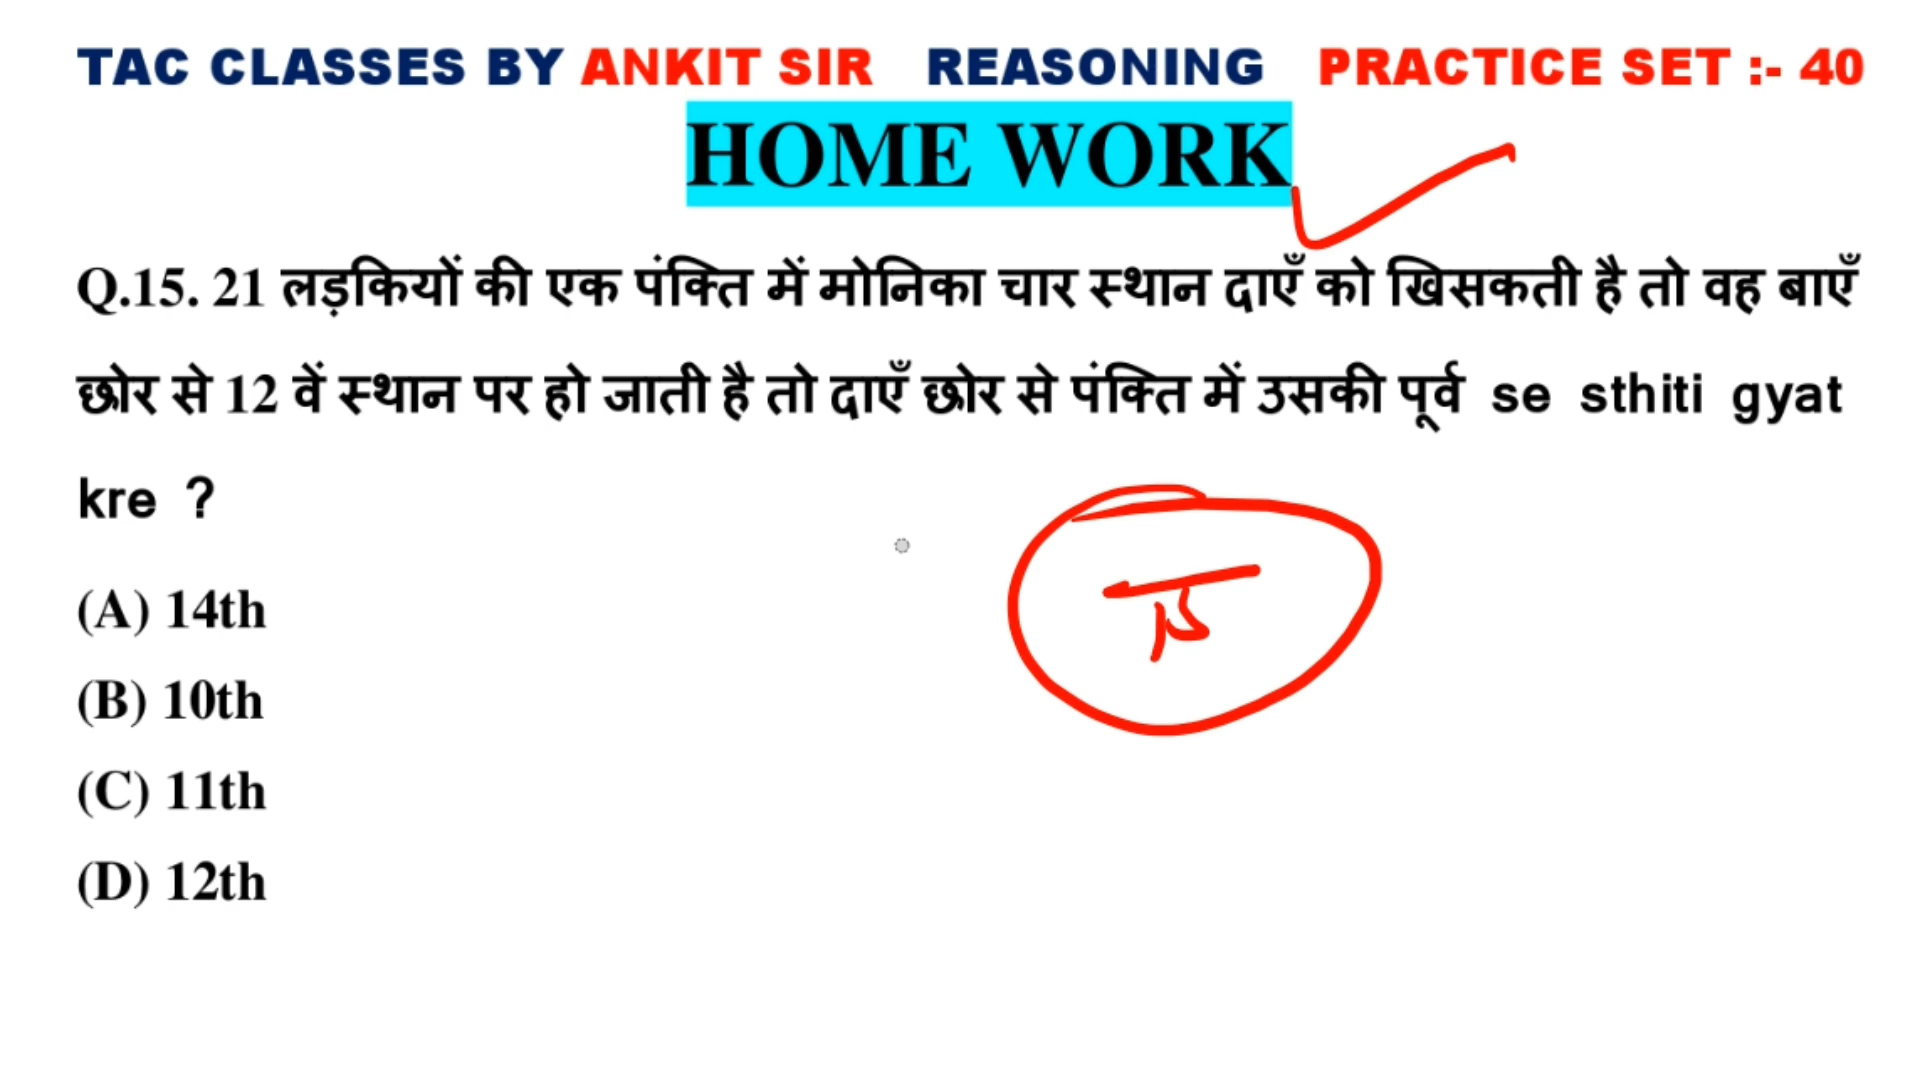 TAC CLASSES BY ANKIT SIR REASONING PRACTICE SET :- 40
HOME WORK
Q.15. 21 लड़कियों की एक पंक्ति में मोनिका चार स्थान दाएँ को खिसकती है तो वह बाएँ
छोर से 12 वें स्थान पर हो जाती है तो दाएँ छोर से पंक्ति में उसकी पूर्व se sthiti gyat
kre ?
(A) 14th
(B) 10th
(C) 11th
(D) 12th